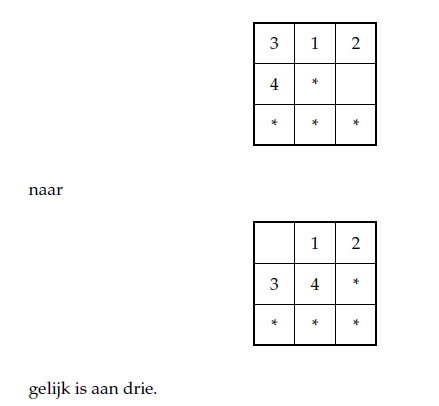 3 1 2
4 *
* * *
naar
1 2
3 4 *
* * *
gelijk is aan drie.